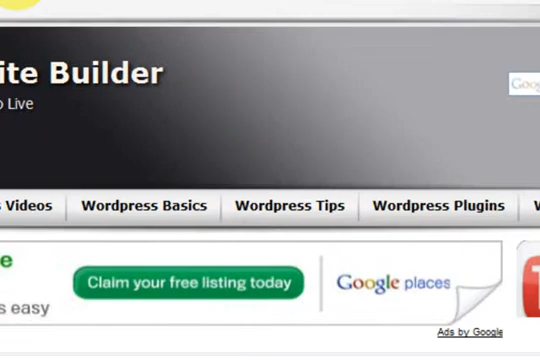 ite Builder
o Live
Goog
s Videos
Wordpress Basics
Wordpress Tips
Wordpress Plugins
W
e
Claim your free listing today
Google places
s easy
Ads by Google